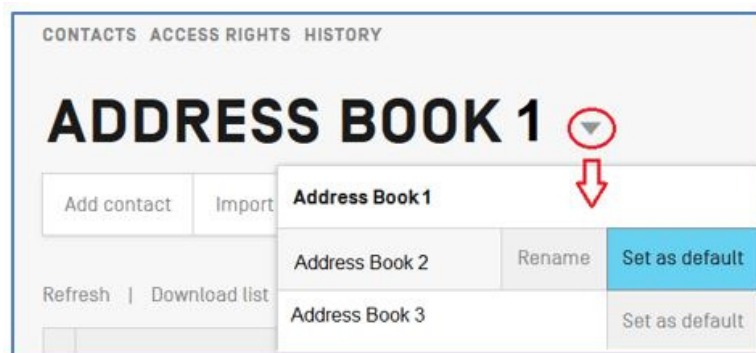 CONTACTS ACCESS RIGHTS HISTORY
ADDRESS BOOK 1
Add contact Import Address Book 1
Address Book 2 Rename Set as default
Refresh | Download list
Address Book 3 Set as default